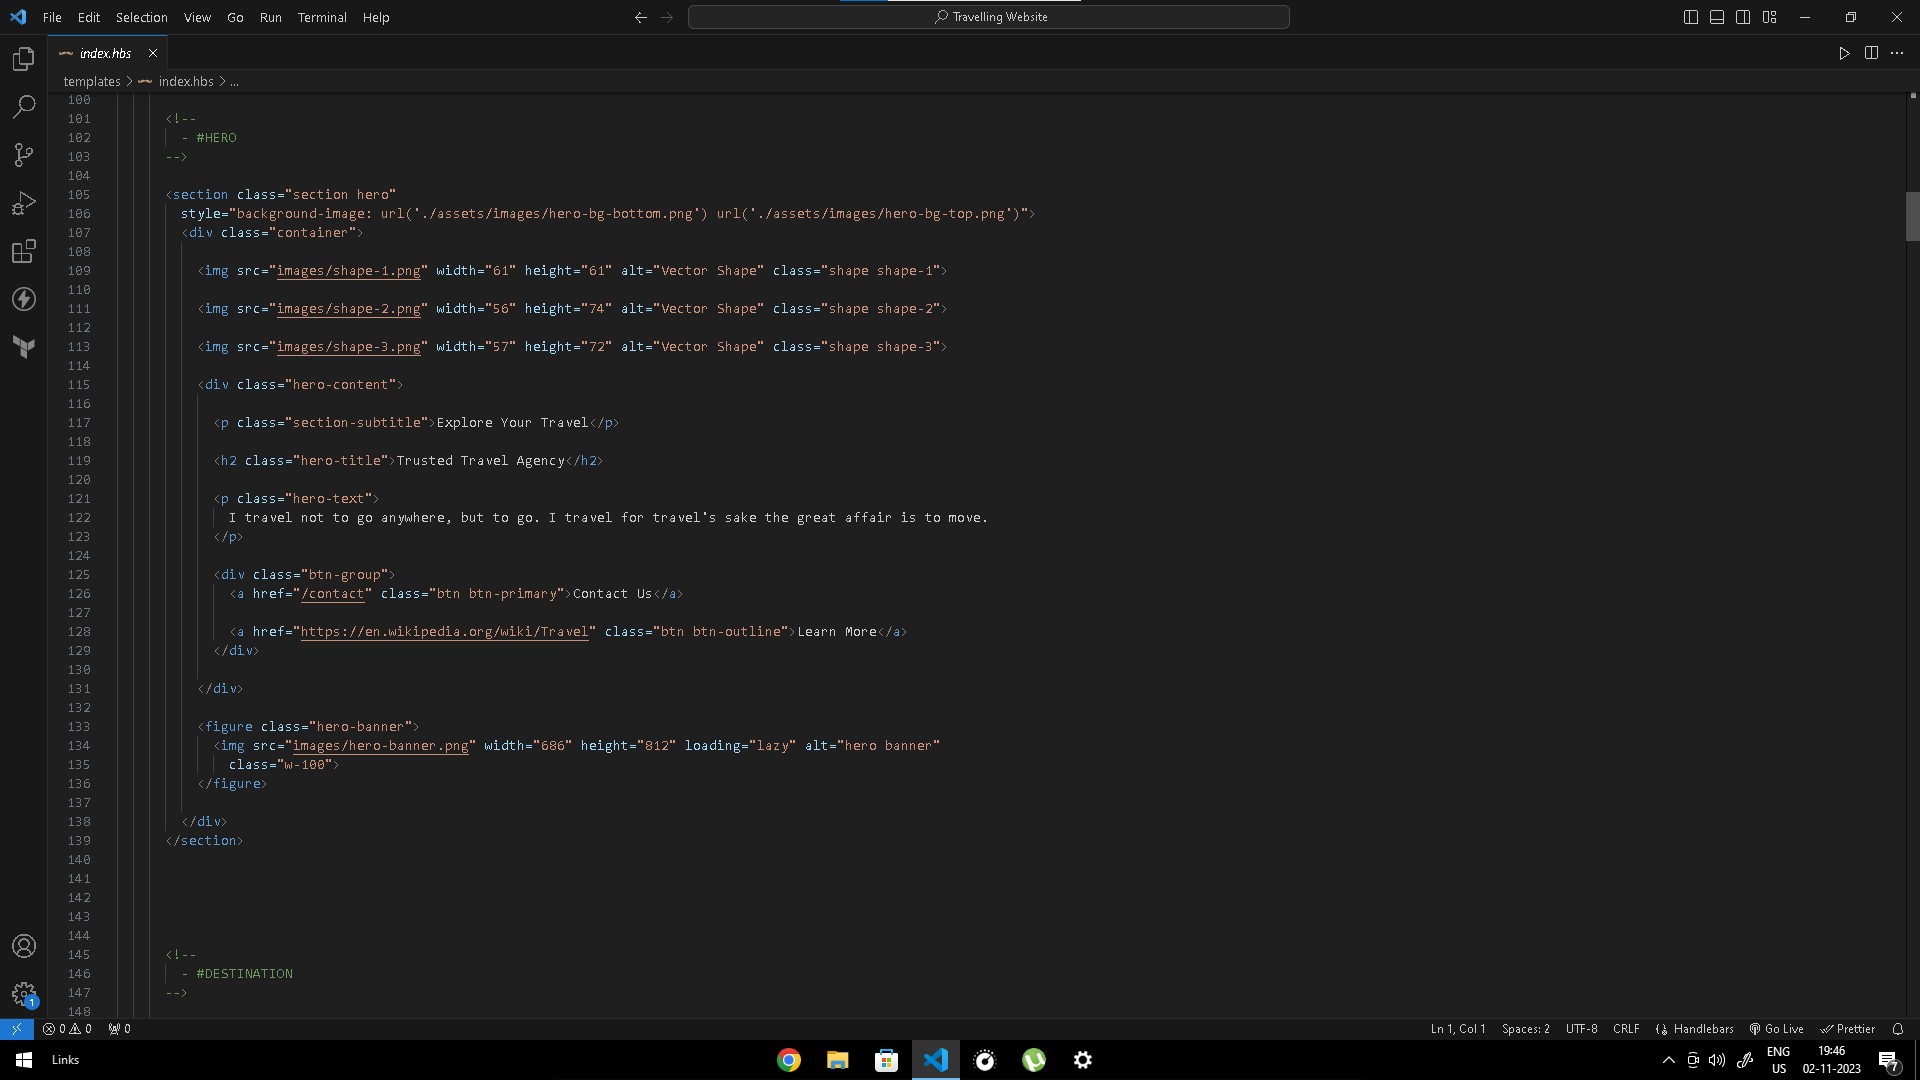 File Edit Selection View Go Run Terminal Help
Travelling Website
index.hbs
templates > index.hbs > ...
100
101 <!--
102 - #HERO
103 -->
104
105 <section class="section hero"
106 style="background-image: url('./assets/images/hero-bg-bottom.png') url('./assets/images/hero-bg-top.png')">
107 <div class="container">
108
109 <img src="images/shape-1.png" width="61" height="61" alt="Vector Shape" class="shape shape-1">
110
111 <img src="images/shape-2.png" width="56" height="74" alt="Vector Shape" class="shape shape-2">
112
113 <img src="images/shape-3.png" width="57" height="72" alt="Vector Shape" class="shape shape-3">
114
115 <div class="hero-content">
116
117 <p class="section-subtitle">Explore Your Travel</p>
118
119 <h2 class="hero-title">Trusted Travel Agency</h2>
120
121 <p class="hero-text">
122 I travel not to go anywhere, but to go. I travel for travel's sake the great affair is to move.
123 </p>
124
125 <div class="btn-group">
126 <a href="/contact" class="btn btn-primary">Contact Us</a>
127
128 <a href="https://en.wikipedia.org/wiki/Travel" class="btn btn-outline">Learn More</a>
129 </div>
130
131 </div>
132
133 <figure class="hero-banner">
134 <img src="images/hero-banner.png" width="686" height="812" loading="lazy" alt="hero banner"
135 class="w-100">
136 </figure>
137
138 </div>
139 </section>
140
141
142
143
144
145 <!--
146 - #DESTINATION
147 -->
148
1
0 0 0 Ln 1, Col 1 Spaces: 2 UTF-8 CRLF Handlebars Go Live Prettier
Links ENG 19:46
US 02-11-2023 7